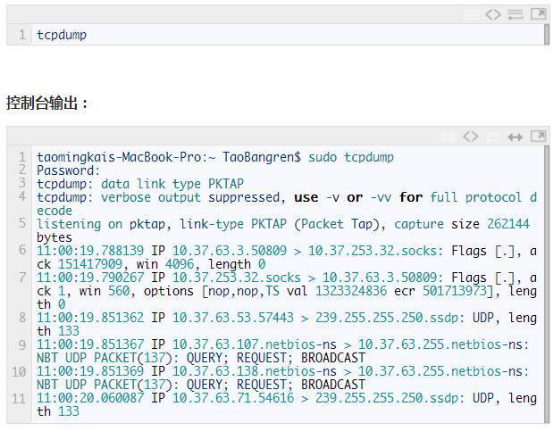 1 tcpdump
控制台输出：
1 taomingkais-MacBook-Pro:~ TaoBangren$ sudo tcpdump
2 Password:
3 tcpdump: data link type PKTAP
4 tcpdump: verbose output suppressed, use -v or -vv for full protocol d
ecode
5 listening on pktap, link-type PKTAP (Packet Tap), capture size 262144
bytes
6 11:00:19.788139 IP 10.37.63.3.50809 > 10.37.253.32.socks: Flags [.], a
ck 151417909, win 4096, length 0
7 11:00:19.790267 IP 10.37.253.32.socks > 10.37.63.3.50809: Flags [.], a
ck 1, win 560, options [nop,nop,TS val 1323324836 ecr 501713973], leng
th 0
8 11:00:19.851362 IP 10.37.63.53.57443 > 239.255.255.250.ssdp: UDP, leng
th 133
9 11:00:19.851367 IP 10.37.63.107.netbios-ns > 10.37.63.255.netbios-ns:
NBT UDP PACKET(137): QUERY; REQUEST; BROADCAST
10 11:00:19.851369 IP 10.37.63.138.netbios-ns > 10.37.63.255.netbios-ns:
NBT UDP PACKET(137): QUERY; REQUEST; BROADCAST
11 11:00:20.060087 IP 10.37.63.71.54616 > 239.255.255.250.ssdp: UDP, leng
th 133